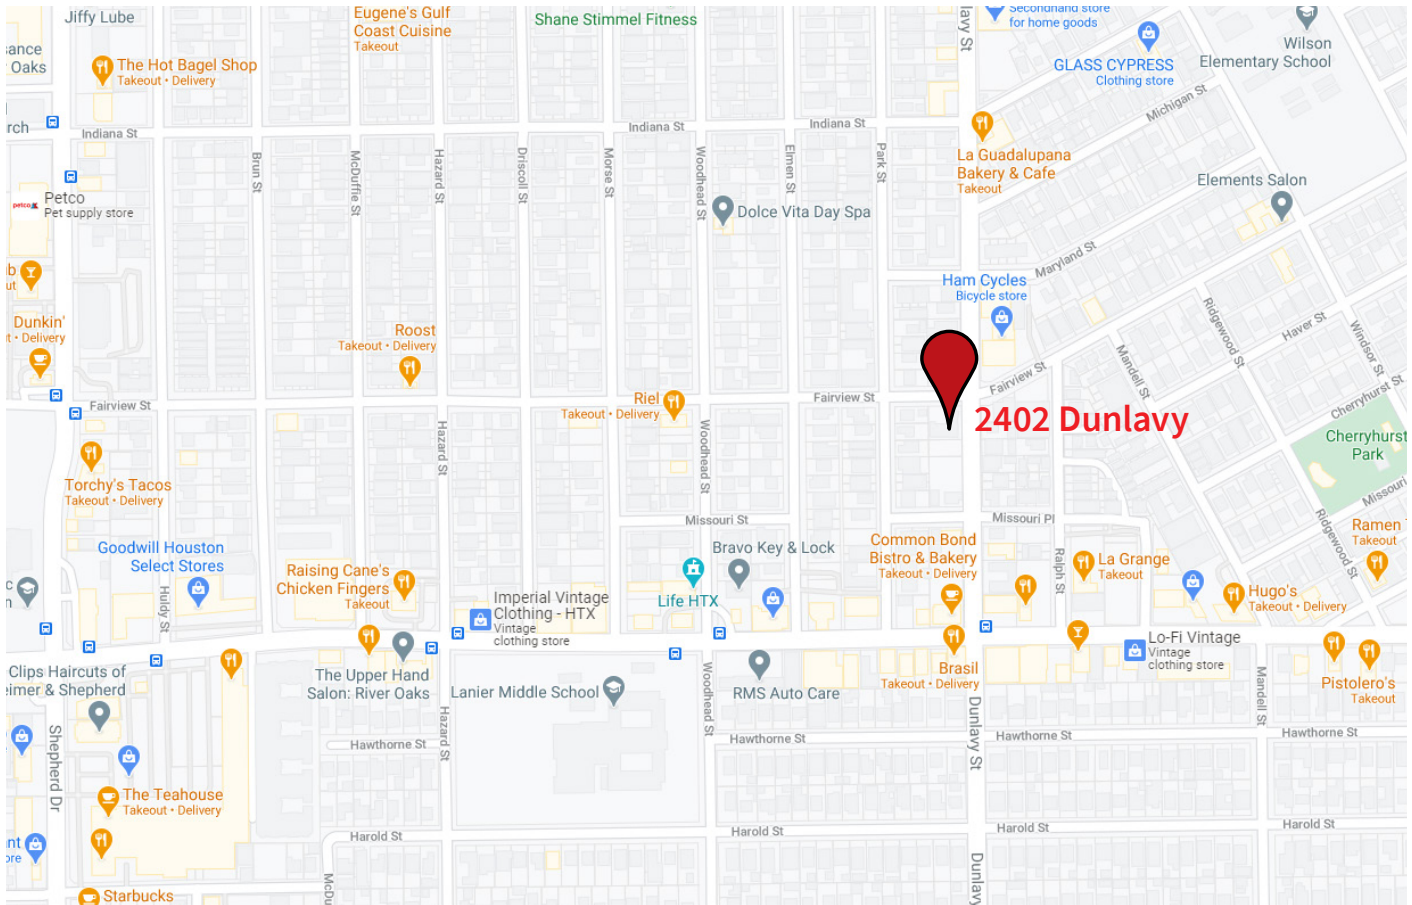 Jiffy Lube
Eugene's Gulf
Coast Cuisine
Takeout
Shane Stimmel Fitness
Secondhand store
for home goods
lavy St
Wilson
Elementary School
GLASS CYPRESS
Clothing store
ance
Oaks
The Hot Bagel Shop
Takeout • Delivery
Michigan St
rch
Indiana St
Indiana St
Indiana St
Brun St
McDuffie St
Hazard St
Driscoll St
Morse St
Woodhead St
Elmen St
Park St
La Guadalupana
Bakery & Cafe
Takeout
Elements Salon
petco
Petco
Pet supply store
Dolce Vita Day Spa
Maryland St
b
ut
Ham Cycles
Bicycle store
Dunkin'
t • Delivery
Roost
Takeout • Delivery
Ridgewood St
Haver St
Windsor St
Mandell St
Fairview St
Cherryhurst St
Fairview St
Riel
Takeout • Delivery
Fairview St
2402 Dunlavy
Hazard St
Woodhead St
Cherryhurst
Park
Torchy's Tacos
Takeout • Delivery
Missouri
Missouri St
Missouri Pl
Ridgewood St
Ramen
Takeout
Goodwill Houston
Select Stores
Bravo Key & Lock
Common Bond
Bistro & Bakery
Takeout • Delivery
Ralph St
La Grange
Takeout
Raising Cane's
Chicken Fingers
Takeout
c
n
Huldy St
Imperial Vintage
Clothing - HTX
Vintage
clothing store
Life HTX
Hugo's
Takeout • Delivery
Lo-Fi Vintage
Vintage
clothing store
Clips Haircuts of
eimer & Shepherd
The Upper Hand
Salon: River Oaks
Lanier Middle School
Woodhead St
RMS Auto Care
Brasil
Takeout • Delivery
Mandell St
Pistolero's
Takeout
Shepherd Dr
Hazard St
Dunlavy St
Hawthorne St
Hawthorne St
Hawthorne St
Hawthorne St
The Teahouse
Takeout • Delivery
Harold St
Harold St
Harold St
Harold St
nt
ore
McDu
Dunlavy
Starbucks